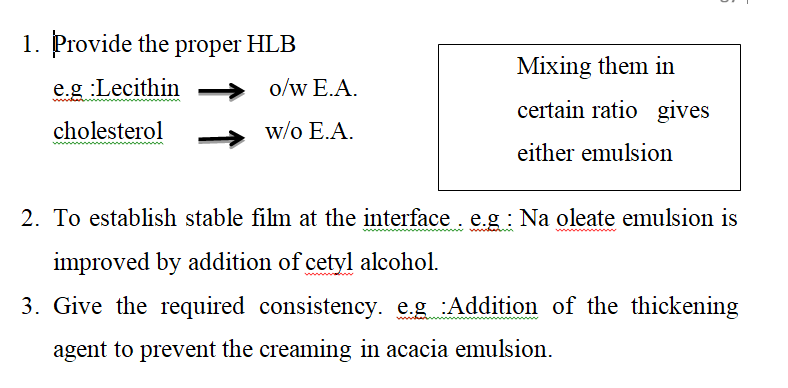 1. Provide the proper HLB
e.g :Lecithin → o/w E.A.
cholesterol → w/o E.A.
Mixing them in
certain ratio gives
either emulsion
2. To establish stable film at the interface . e.g : Na oleate emulsion is
improved by addition of cetyl alcohol.
3. Give the required consistency. e.g :Addition of the thickening
agent to prevent the creaming in acacia emulsion.